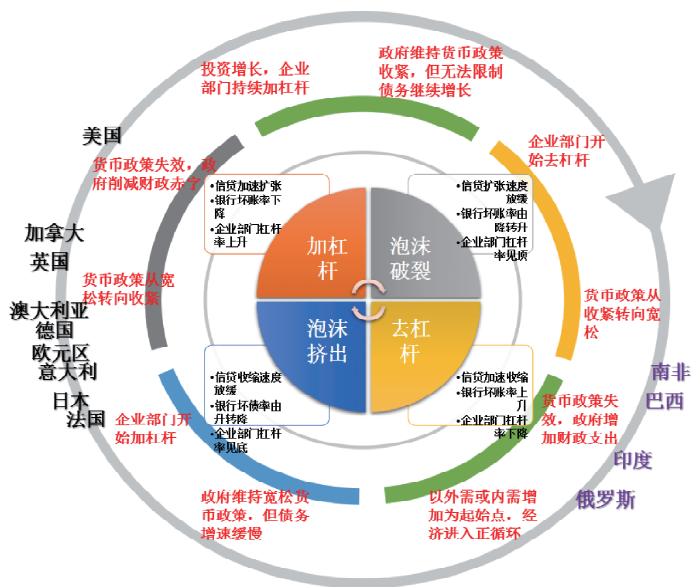 投资增长，企业
部门持续加杠杆
政府维持货币政策
收紧，但无法限制
债务继续增长
美国
货币政策失效，政
府削减财政赤字
企业部门开
始去杠杆
•信贷加速扩张
•银行坏账率下
降
•企业部门杠杆
率上升
加杠
杆
泡沫
破裂
•信贷扩张速度
放缓
•银行坏账率由
降转升
•企业部门杠杆
率见顶
加拿大
英国
货币政策从宽
松转向收紧
澳大利亚
德国
欧元区
意大利
日本
法国
货币政策从
收紧转向宽
松
泡沫
挤出
去杠
杆
•信贷收缩速度
放缓
•银行坏债率由
升转降
•企业部门杠杆
率见底
•信贷加速收缩
•银行坏账率上
升
•企业部门杠杆
率下降
南非
巴西
印度
俄罗斯
企业部门开
始加杠杆
货币政策失
效，政府增
加财政支出
政府维持宽松货
币政策，但债务
增速缓慢
以外需或内需增
加为起始点，经
济进入正循环